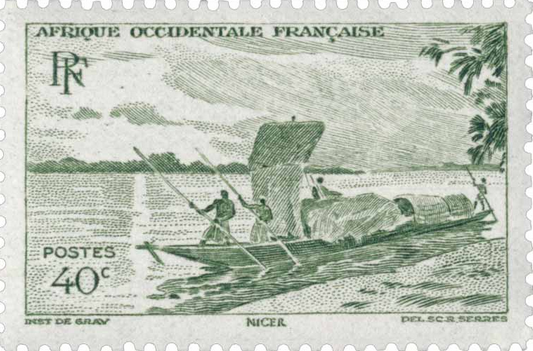 AFRIQUE OCCIDENTALE FRANÇAISE
RF
POSTES
40c
INST DE GRAV NIGER DEL.SC.R.SERRES